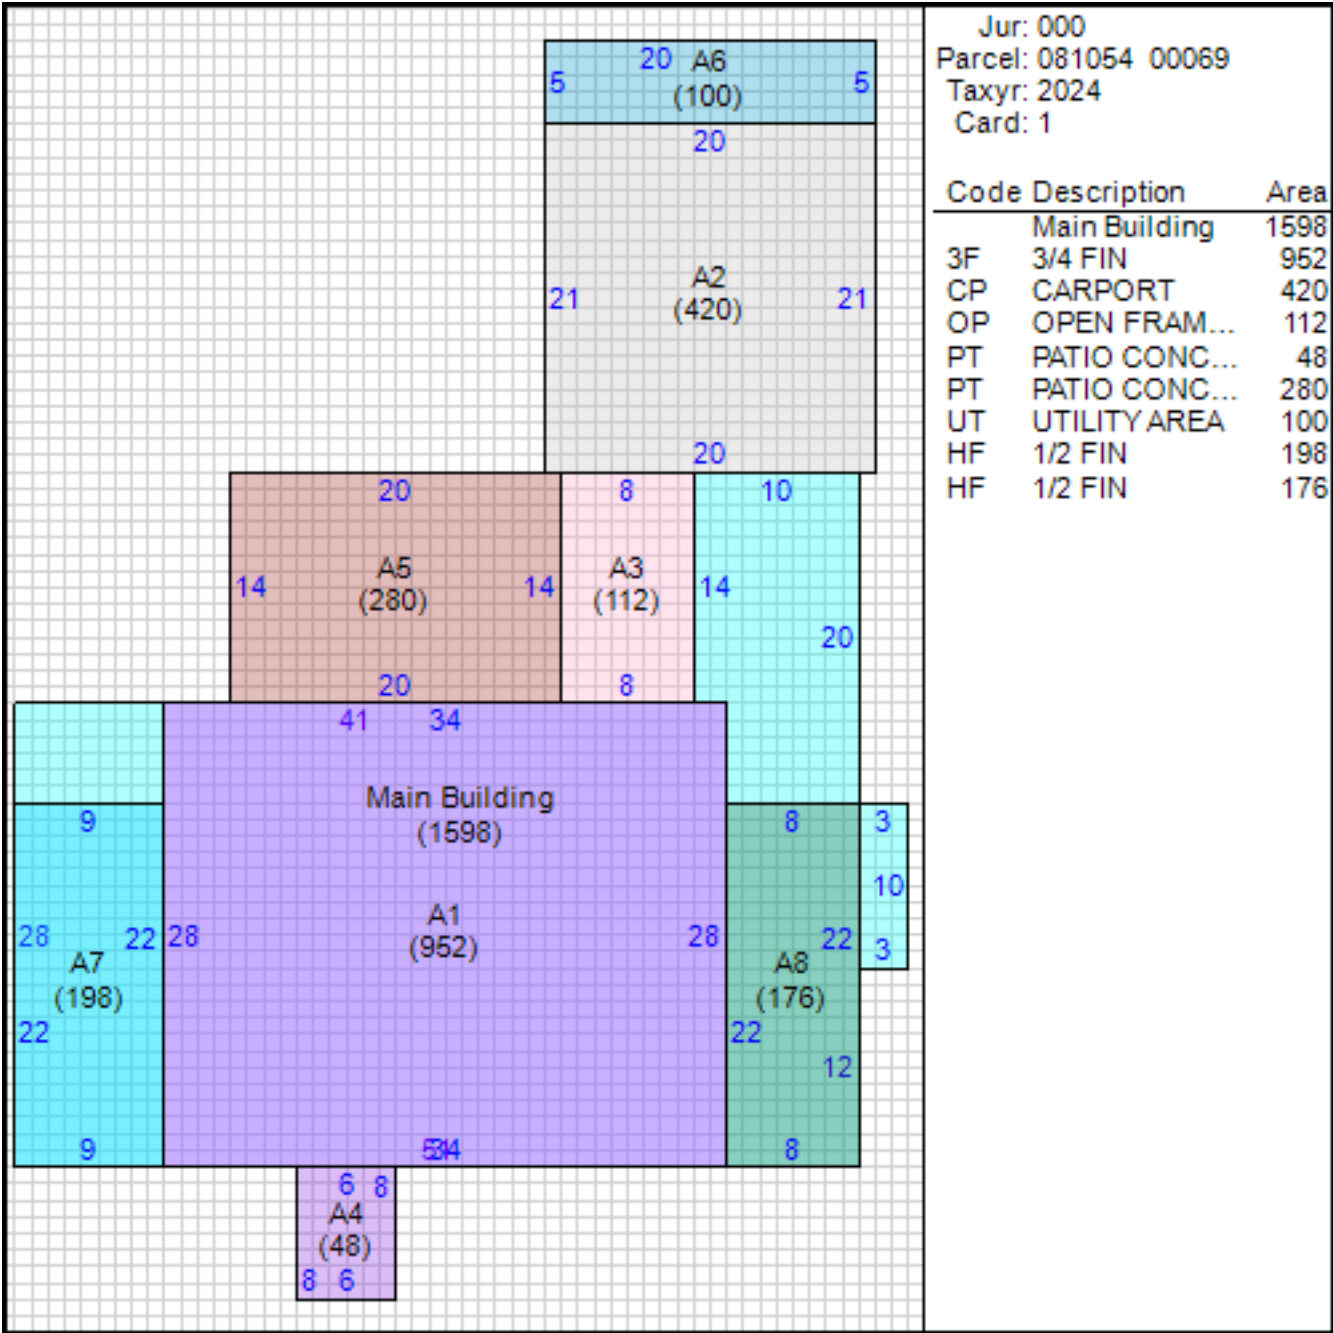 Jur: 000
Parcel: 081054 00069
Taxyr: 2024
Card: 1
Code Description Area
Main Building 1598
3F 3/4 FIN 952
CP CARPORT 420
OP OPEN FRAM... 112
PT PATIO CONC... 48
PT PATIO CONC... 280
UT UTILITY AREA 100
HF 1/2 FIN 198
HF 1/2 FIN 176
20 A6
5 (100) 5
20
A2
21 (420) 21
20
20 8 10
A5 A3
14 (280) 14 (112) 14
20
20 8
41 34
Main Building
(1598)
9 8 3
10
A1
28 22 28 (952) 28 22 3
A7 A8
(198) (176)
22 22
12
9 34 8
6 8
A4
(48)
8 6